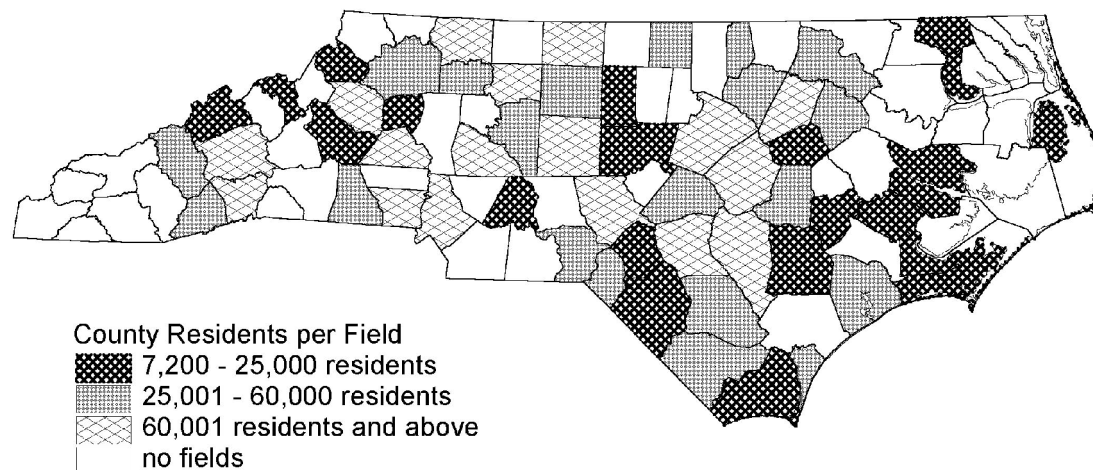 County Residents per Field
7,200 - 25,000 residents
25,001 - 60,000 residents
60,001 residents and above
no fields